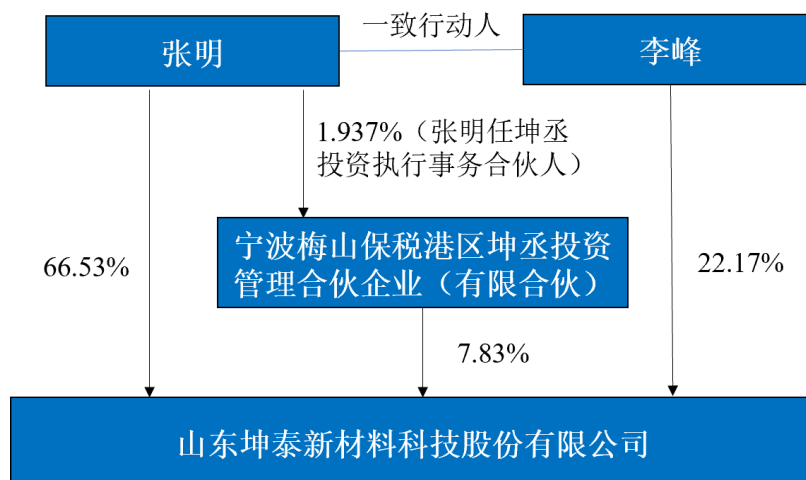 一致行动人
张明
李峰
1.937%（张明任坤丞
投资执行事务合伙人）
宁波梅山保税港区坤丞投资
管理合伙企业（有限合伙）
66.53%
22.17%
7.83%
山东坤泰新材料科技股份有限公司